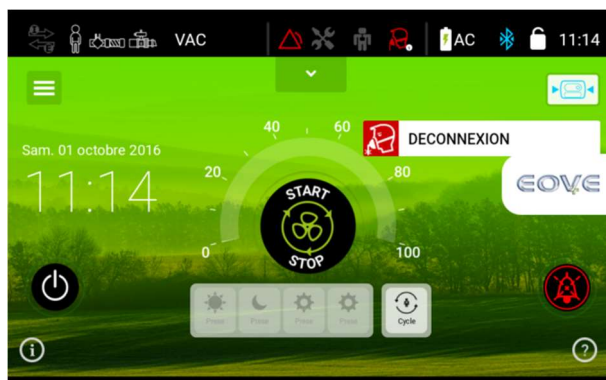 VAC
AC
11:14
Sam. 01 octobre 2016
11:14
DECONNEXION
EOVE
0
20
40
60
80
100
START
STOP
Cycle
i
?